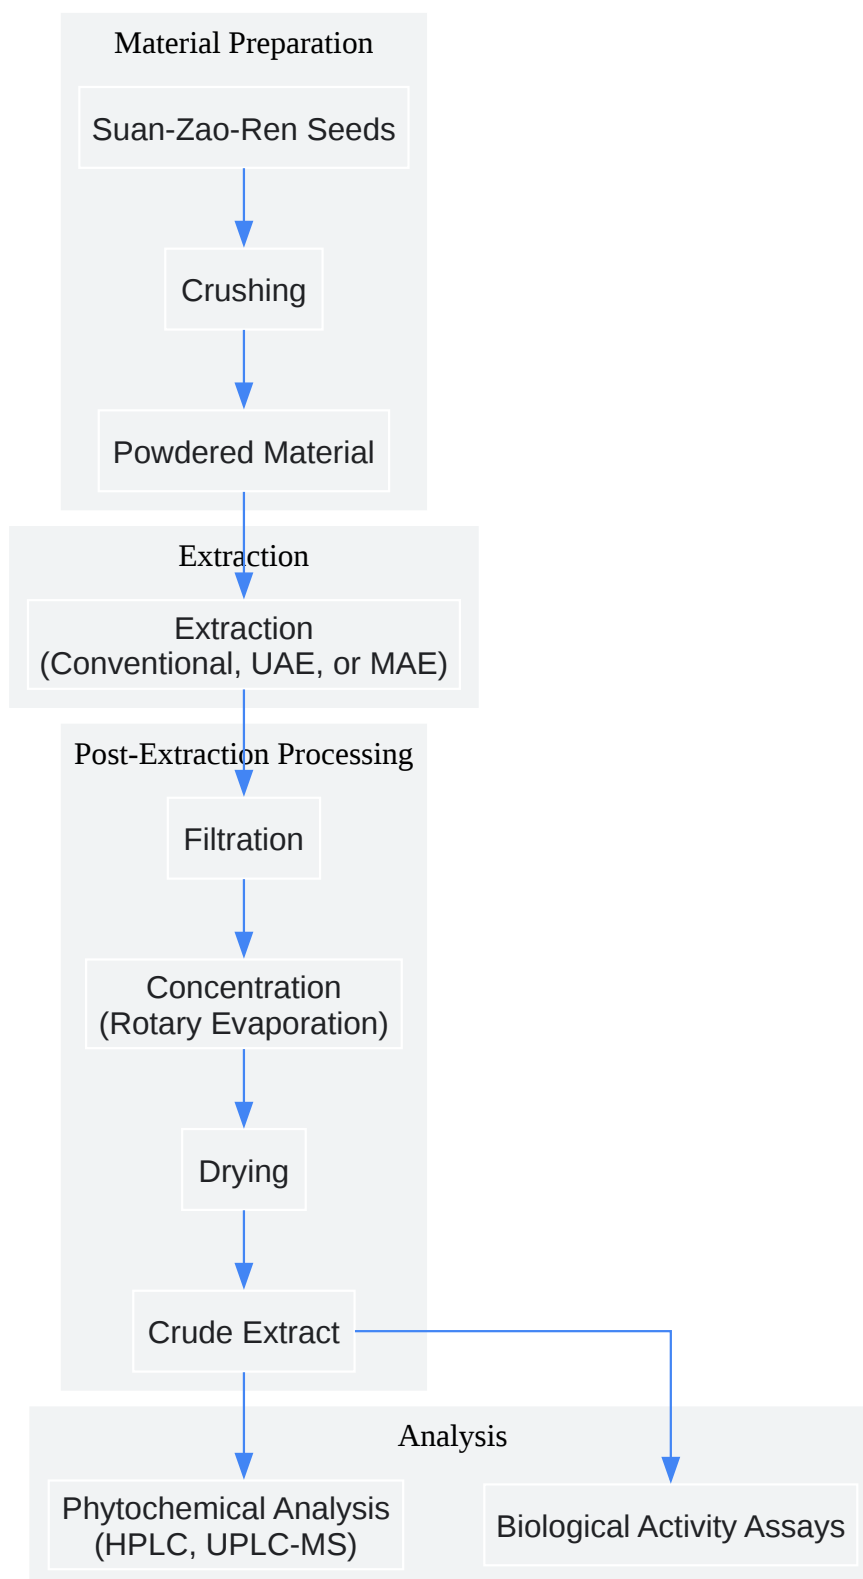 Material Preparation
Suan-Zao-Ren Seeds
Crushing
Powdered Material
Extraction
Extraction
(Conventional, UAE, or MAE)
Post-Extraction Processing
Filtration
Concentration
(Rotary Evaporation)
Drying
Crude Extract
Analysis
Phytochemical Analysis
(HPLC, UPLC-MS)
Biological Activity Assays